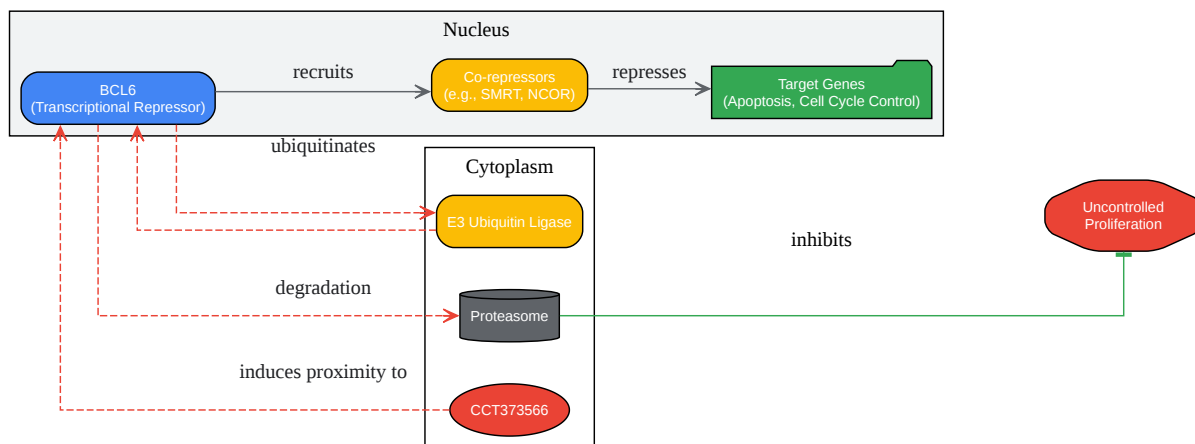 Nucleus
BCL6
(Transcriptional Repressor)
recruits
Co-repressors
(e.g., SMRT, NCOR)
represses
Target Genes
(Apoptosis, Cell Cycle Control)
ubiquitinates
Cytoplasm
E3 Ubiquitin Ligase
inhibits
Uncontrolled
Proliferation
degradation
Proteasome
induces proximity to
CCT373566